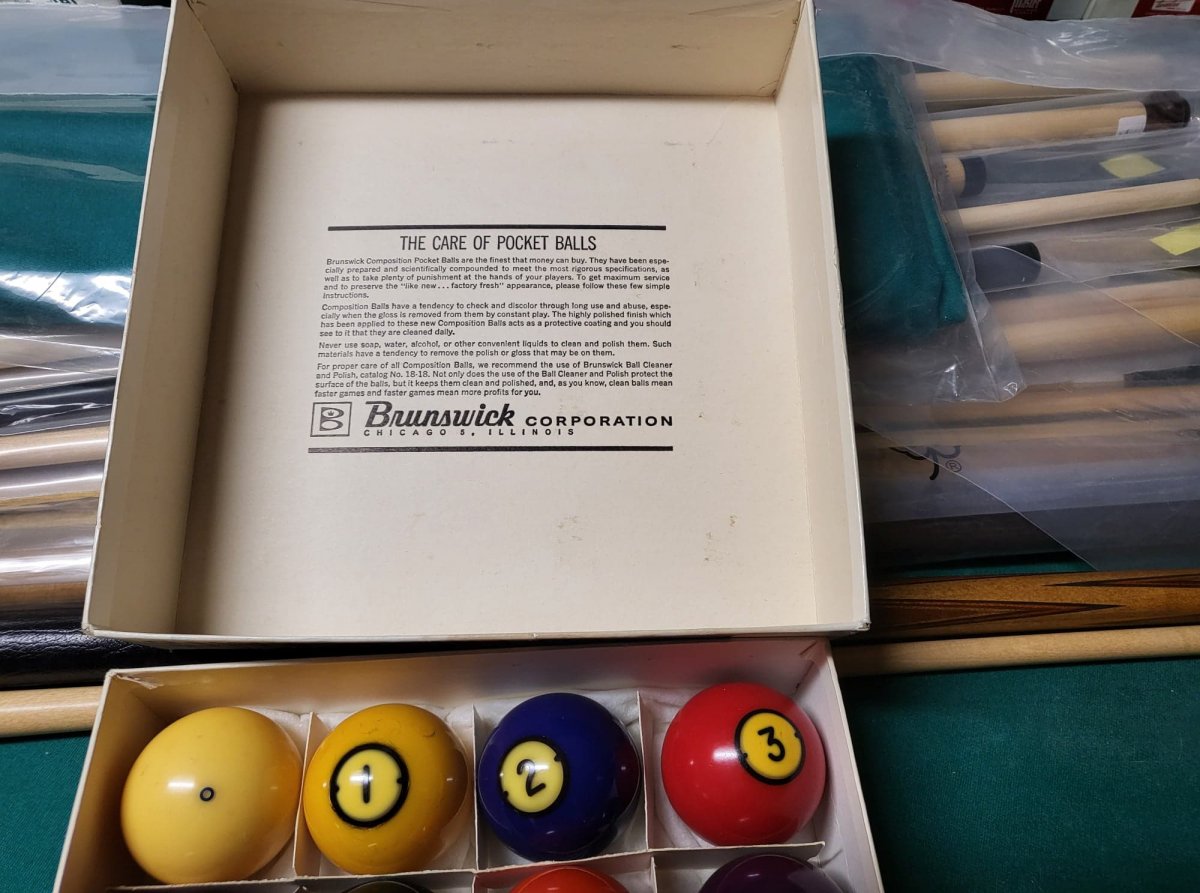 THE CARE OF POCKET BALLS
Brunswick Composition Pocket Balls are the finest that money can buy. They have been espe-
cially prepared and scientifically compounded to meet the most rigorous specifications, as
well as to take plenty of punishment at the hands of your players. To get maximum service
and to preserve the "like new...factory fresh" appearance, please follow these few simple
instructions.
Composition Balls have a tendency to check and discolor through long use and abuse, espe-
cially when the gloss is removed from them by constant play. The highly polished finish which
has been applied to these new Composition Balls acts as a protective coating and you should
see to it that they are cleaned daily.
Never use soap, water, alcohol, or other convenient liquids to clean and polish them. Such
materials have a tendency to remove the polish or gloss that may be on them.
For proper care of all Composition Balls, we recommend the use of Brunswick Ball Cleaner
and Polish, catalog No. 18-18. Not only does the use of the Ball Cleaner and Polish protect the
surface of the balls, but it keeps them clean and polished, and, as you know, clean balls mean
faster games and faster games mean more profits for you.
B Brunswick CORPORATION
CHICAGO 5, ILLINOIS
®
1
2
3